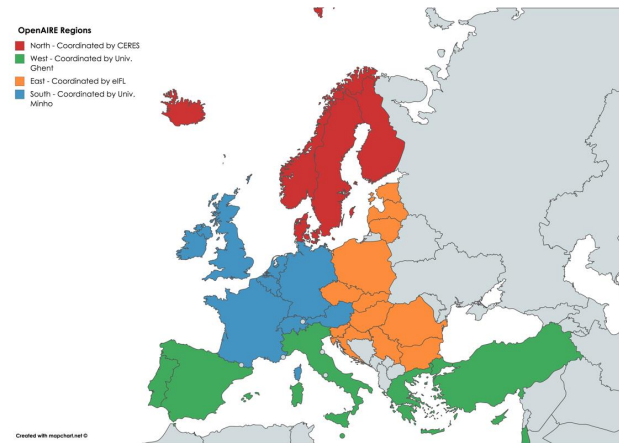 OpenAIRE Regions
North - Coordinated by CERES
West - Coordinated by Univ.
Ghent
East - Coordinated by eIFL
South - Coordinated by Univ.
Minho
Created with mapchart.net ©